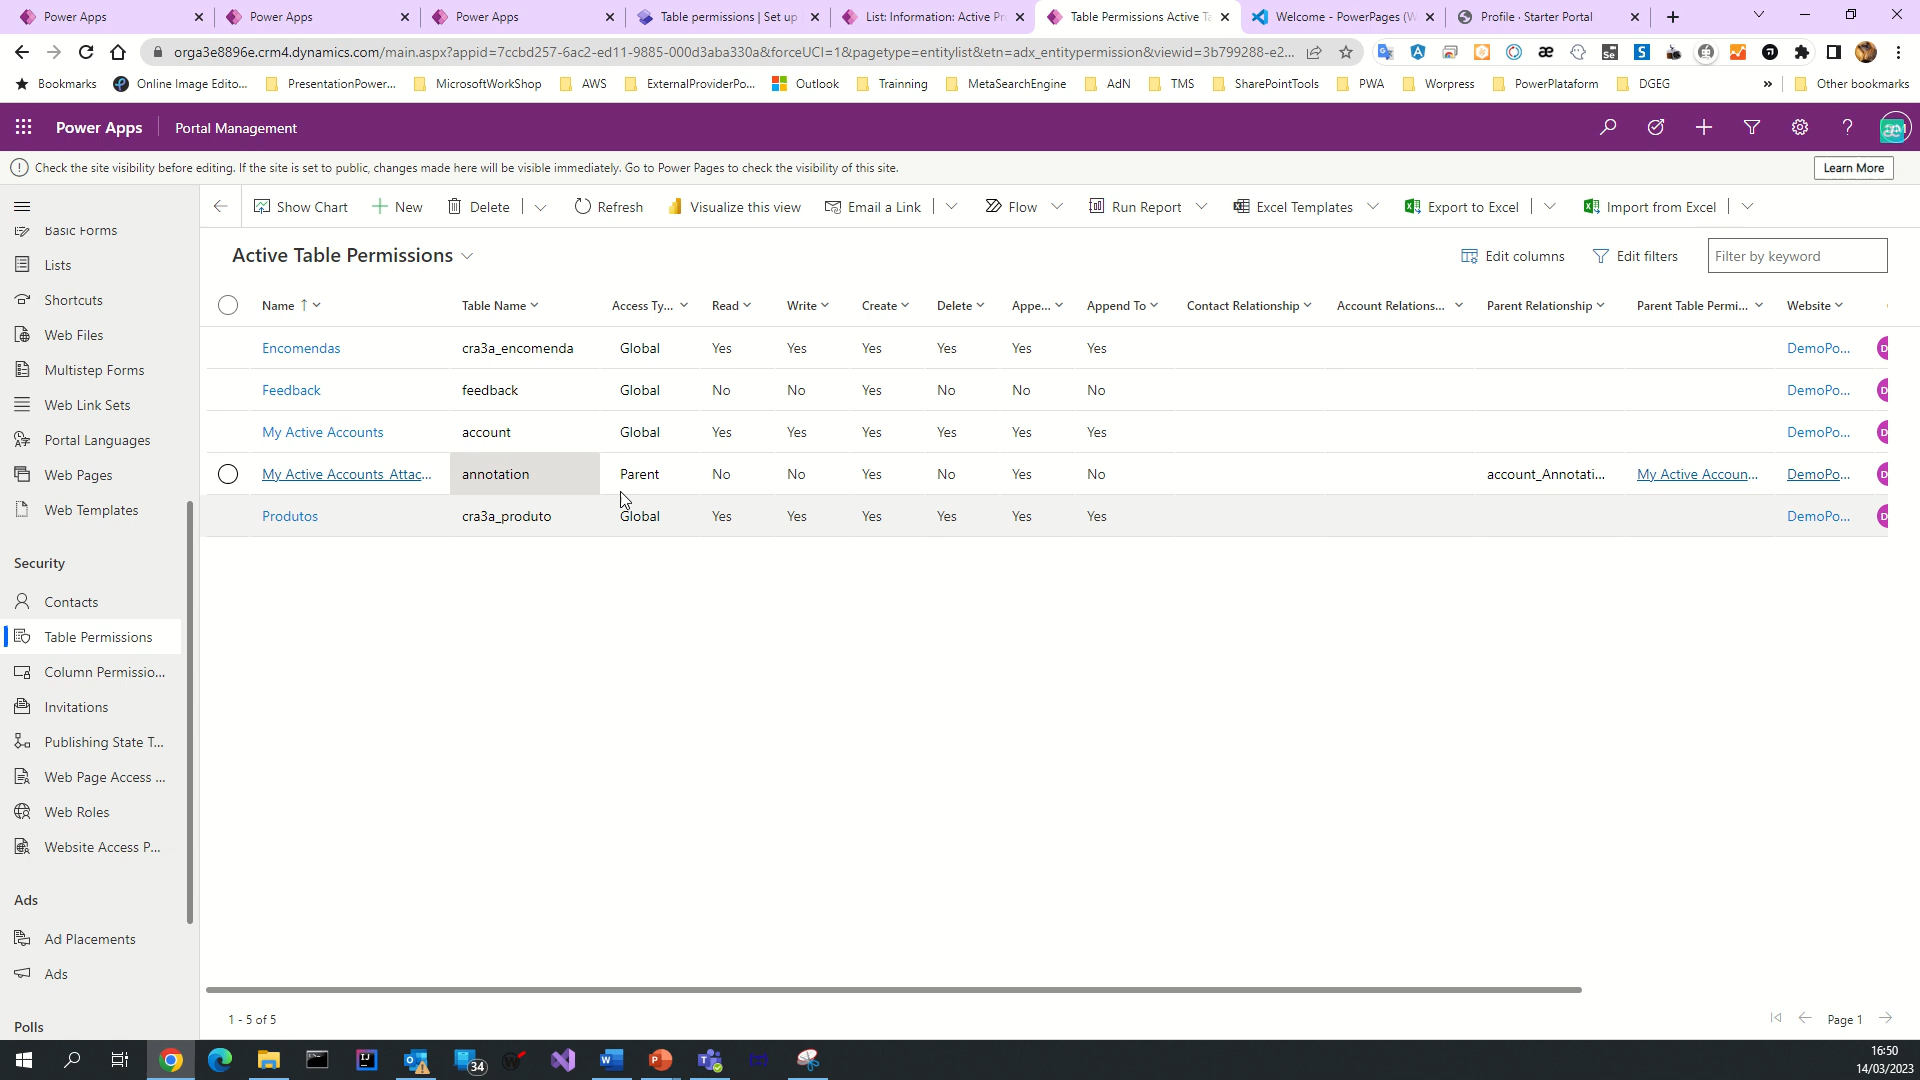 Power Apps
Power Apps
Power Apps
Table permissions | Set up
List: Information: Active Pr
Table Permissions Active Ta
Welcome - PowerPages (W
Profile · Starter Portal
orga3e8896e.crm4.dynamics.com/main.aspx?appid=7ccbd257-6ac2-ed11-9885-000d3aba330a&forceUCI=1&pagetype=entitylist&etn=adx_entitypermission&viewid=3b799288-e2...
Bookmarks
Online Image Edito...
PresentationPower...
MicrosoftWorkShop
AWS
ExternalProviderPo...
Outlook
Trainning
MetaSearchEngine
AdN
TMS
SharePointTools
PWA
Worpress
PowerPlataform
DGEG
»
Other bookmarks
Power Apps
Portal Management
Check the site visibility before editing. If the site is set to public, changes made here will be visible immediately. Go to Power Pages to check the visibility of this site.
Learn More
Show Chart
New
Delete
Refresh
Visualize this view
Email a Link
Flow
Run Report
Excel Templates
Export to Excel
Import from Excel
Basic Forms
Lists
Shortcuts
Web Files
Multistep Forms
Web Link Sets
Portal Languages
Web Pages
Web Templates
Security
Contacts
Table Permissions
Column Permissio...
Invitations
Publishing State T...
Web Page Access ...
Web Roles
Website Access P...
Ads
Ad Placements
Ads
Polls
Active Table Permissions
Edit columns
Edit filters
Filter by keyword
Name ↑ Table Name Access Ty... Read Write Create Delete Appe... Append To Contact Relationship Account Relations... Parent Relationship Parent Table Permi... Website
Encomendas cra3a_encomenda Global Yes Yes Yes Yes Yes Yes DemoPo... D
Feedback feedback Global No No Yes No No No DemoPo... D
My Active Accounts account Global Yes Yes Yes Yes Yes Yes DemoPo... D
My Active Accounts Attac... annotation Parent No No Yes No Yes No account_Annotati... My Active Accoun... DemoPo... D
Produtos cra3a_produto Global Yes Yes Yes Yes Yes Yes DemoPo... D
1 - 5 of 5
Page 1
34
16:50
14/03/2023